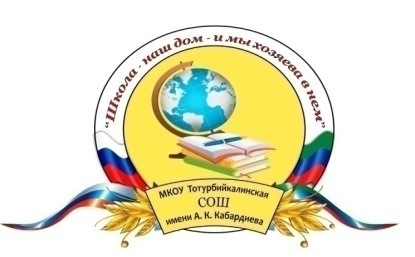 “Школа - наш дом - и мы хозяева в нем”
МКОУ Тотурбийкалинская
СОШ
имени А. К. Кабардиева